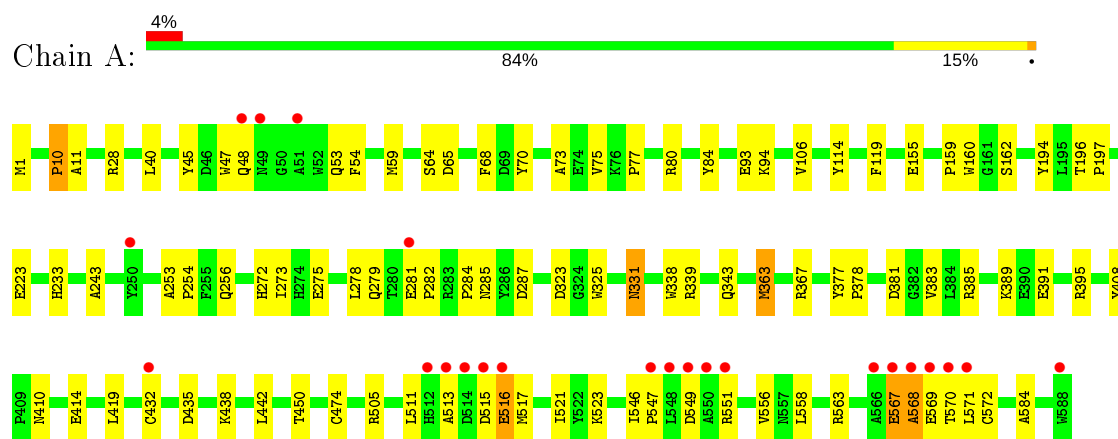 4%
Chain A:
84% 15% •
M1 P10 A11 R28 L40 Y45 D46 W47 Q48 N49 G50 A51 W52 Q53 F54 M59 S64 D65 F68 D69 Y70 A73 E74 V75 K76 P77 R80 Y84 E93 K94 V106 Y114 F119 E155 P159 W160 G161 S162 Y194 L195 T196 P197
E223 H233 A243 Y250 A253 P254 F255 Q256 H272 I273 H274 E275 L278 Q279 T280 E281 P282 R283 P284 N285 Y286 D287 D323 G324 W325 N331 W338 R339 Q343 M363 R367 Y377 P378 D381 G382 V383 L384 R385 K389 E390 E391 R395 Y408
P409 N410 E414 L419 C432 D435 K438 L442 T450 C474 R505 L511 H512 A513 D514 D515 E516 M517 I521 Y522 K523 I546 P547 L548 D549 A550 R551 V556 N557 L558 R563 A566 E567 A568 E569 T570 L571 C572 A584 W588